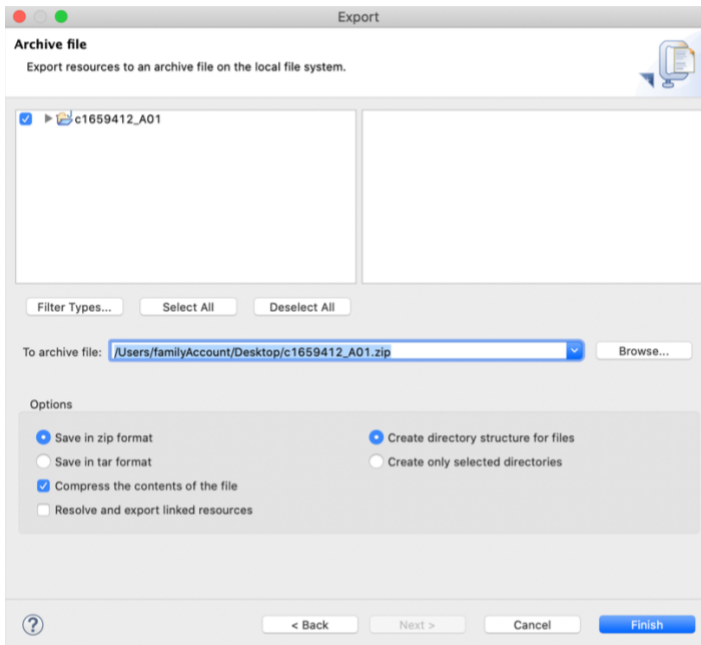 Export
Archive file
Export resources to an archive file on the local file system.
c1659412_A01
Filter Types... Select All Deselect All
To archive file: /Users/familyAccount/Desktop/c1659412_A01.zip Browse...
Options
Save in zip format Create directory structure for files
Save in tar format Create only selected directories
Compress the contents of the file
Resolve and export linked resources
? < Back Next > Cancel Finish